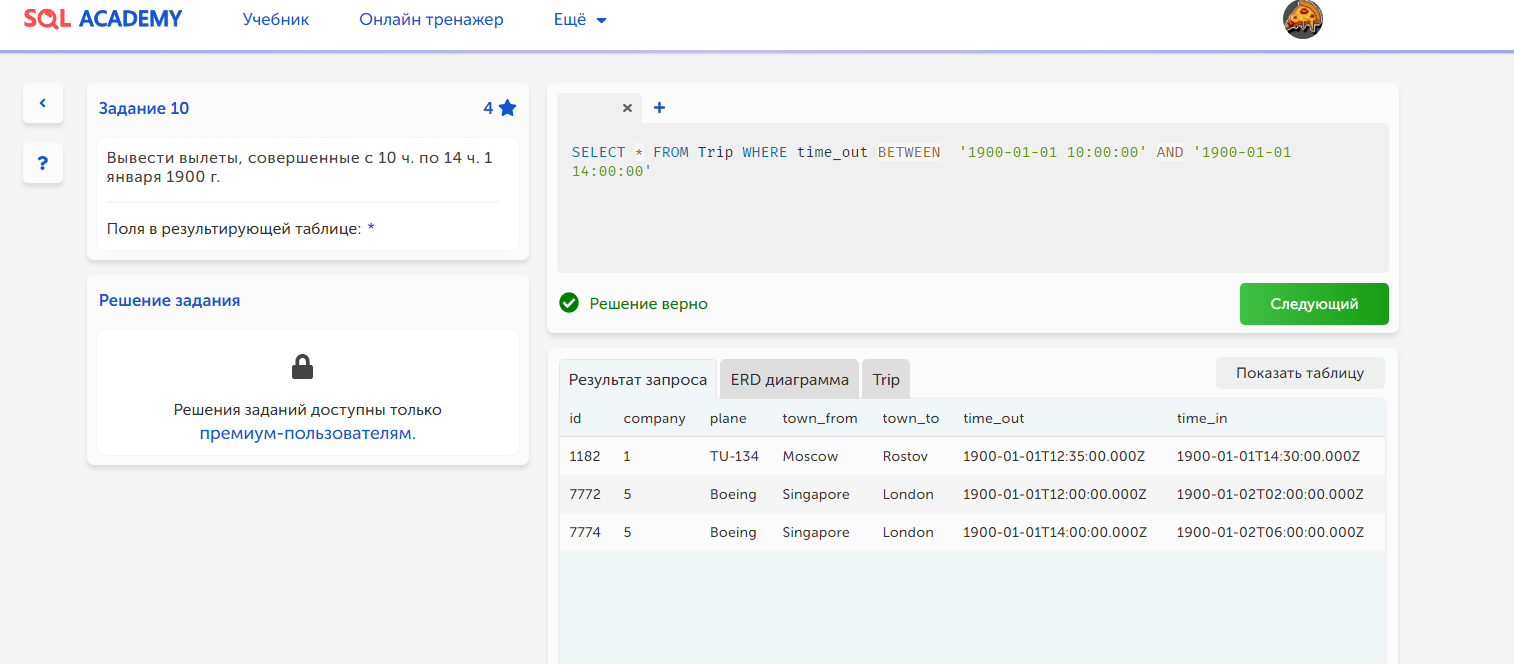 SQL ACADEMY
Учебник
Онлайн тренажер
Ещё
Задание 10
4
?
Вывести вылеты, совершенные с 10 ч. по 14 ч. 1
января 1900 г.
Поля в результирующей таблице: *
Решение задания
Решения заданий доступны только
премиум-пользователям.
× +
SELECT * FROM Trip WHERE time_out BETWEEN  '1900-01-01 10:00:00' AND '1900-01-01
14:00:00'
Решение верно
Следующий
Результат запроса
ERD диаграмма
Trip
Показать таблицу
id company plane town_from town_to time_out time_in
1182 1 TU-134 Moscow Rostov 1900-01-01T12:35:00.000Z 1900-01-01T14:30:00.000Z
7772 5 Boeing Singapore London 1900-01-01T12:00:00.000Z 1900-01-02T02:00:00.000Z
7774 5 Boeing Singapore London 1900-01-01T14:00:00.000Z 1900-01-02T06:00:00.000Z